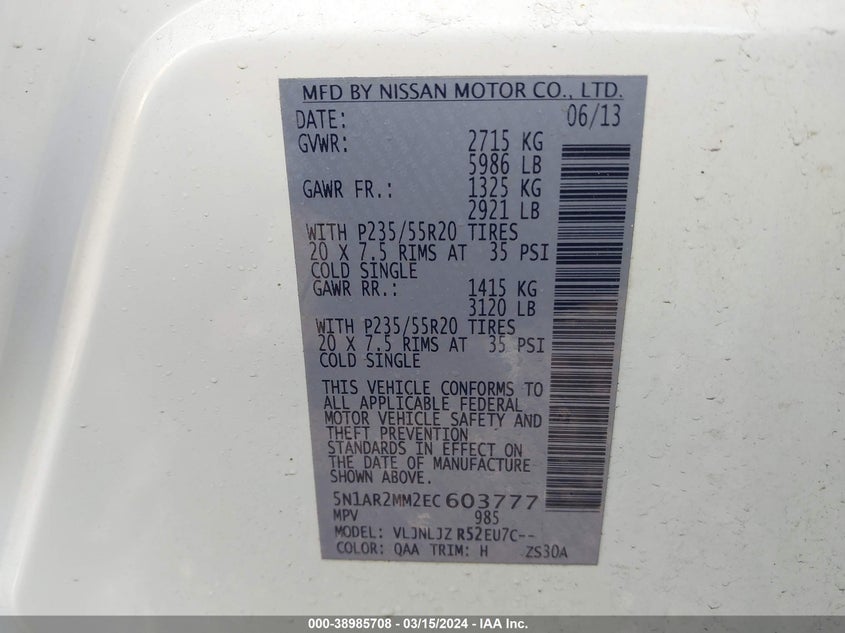 MFD BY NISSAN MOTOR CO., LTD.
DATE: 06/13
GVWR: 2715 KG
5986 LB
GAWR FR.: 1325 KG
2921 LB
WITH P235/55R20 TIRES
20 X 7.5 RIMS AT 35 PSI
COLD SINGLE
GAWR RR.: 1415 KG
3120 LB
WITH P235/55R20 TIRES
20 X 7.5 RIMS AT 35 PSI
COLD SINGLE
THIS VEHICLE CONFORMS TO
ALL APPLICABLE FEDERAL
MOTOR VEHICLE SAFETY AND
THEFT PREVENTION
STANDARDS IN EFFECT ON
THE DATE OF MANUFACTURE
SHOWN ABOVE.
5N1AR2MM2EC603777
MPV 985
MODEL: VLJNLJZ R52EU7C--
COLOR: QAA TRIM: H ZS30A
000-38985708 - 03/15/2024 - IAA Inc.